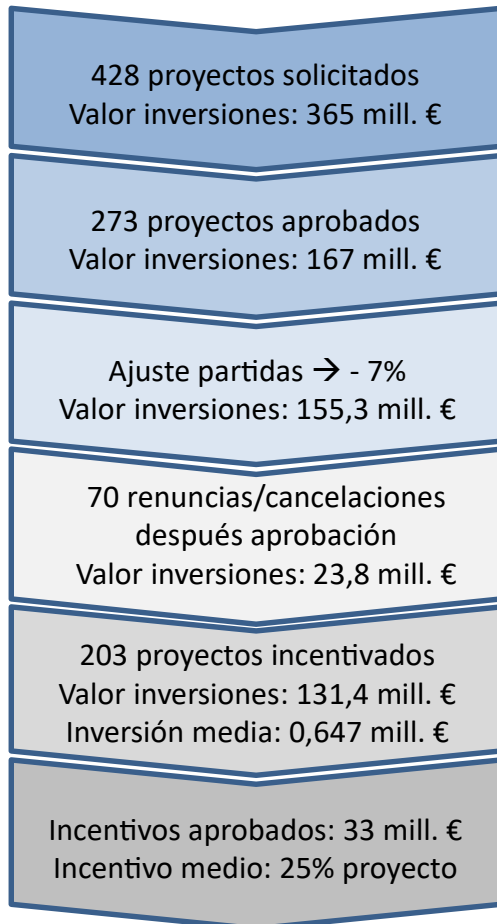 428 proyectos solicitados
Valor inversiones: 365 mill. €
273 proyectos aprobados
Valor inversiones: 167 mill. €
Ajuste partidas → - 7%
Valor inversiones: 155,3 mill. €
70 renuncias/cancelaciones
después aprobación
Valor inversiones: 23,8 mill. €
203 proyectos incentivados
Valor inversiones: 131,4 mill. €
Inversión media: 0,647 mill. €
Incentivos aprobados: 33 mill. €
Incentivo medio: 25% proyecto